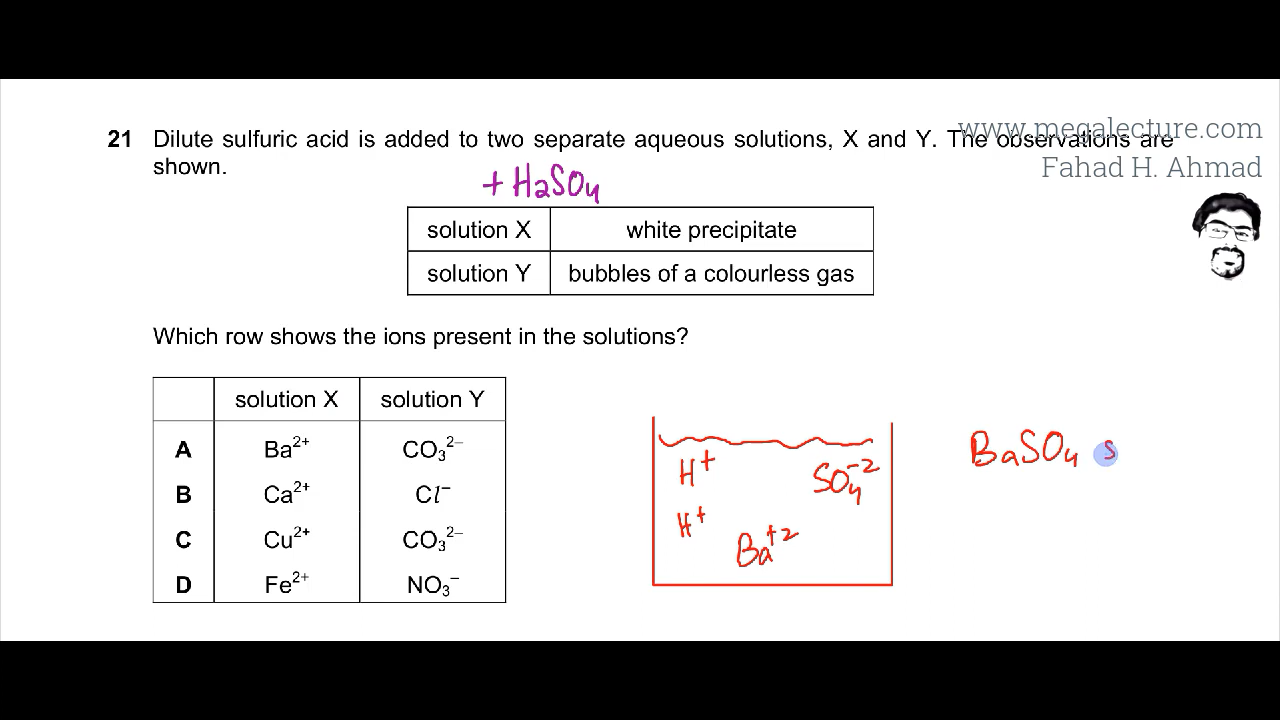 www.megalecture.com
Fahad H. Ahmad
21 Dilute sulfuric acid is added to two separate aqueous solutions, X and Y. The observations are
shown.
+ H₂SO₄
solution X white precipitate
solution Y bubbles of a colourless gas
Which row shows the ions present in the solutions?
solution X solution Y
A Ba²⁺ CO₃²⁻
B Ca²⁺ Cl⁻
C Cu²⁺ CO₃²⁻
D Fe²⁺ NO₃⁻
H⁺ SO₄⁻²
H⁺ Ba⁺²
BaSO₄ s